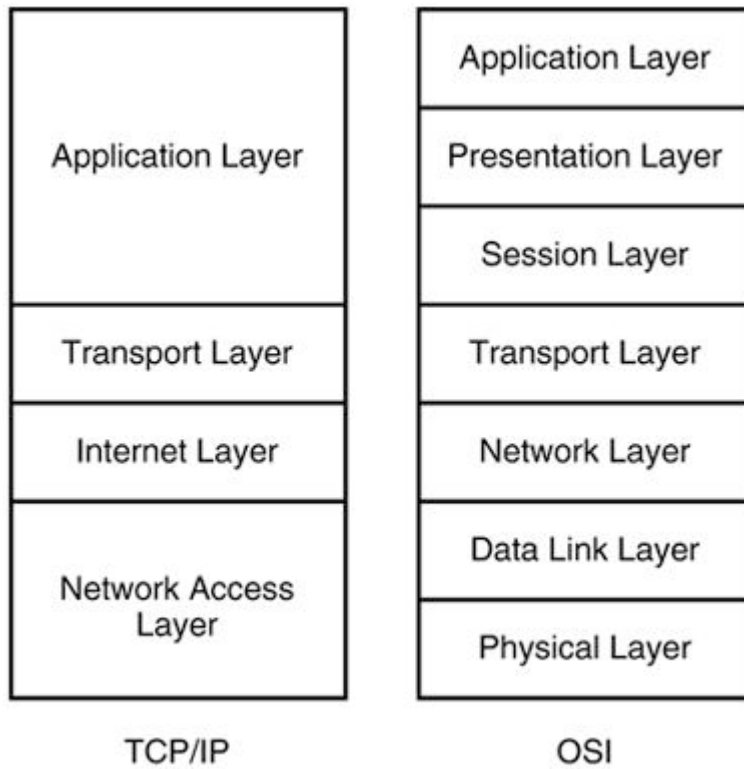 Application Layer
Transport Layer
Internet Layer
Network Access
Layer
TCP/IP
Application Layer
Presentation Layer
Session Layer
Transport Layer
Network Layer
Data Link Layer
Physical Layer
OSI